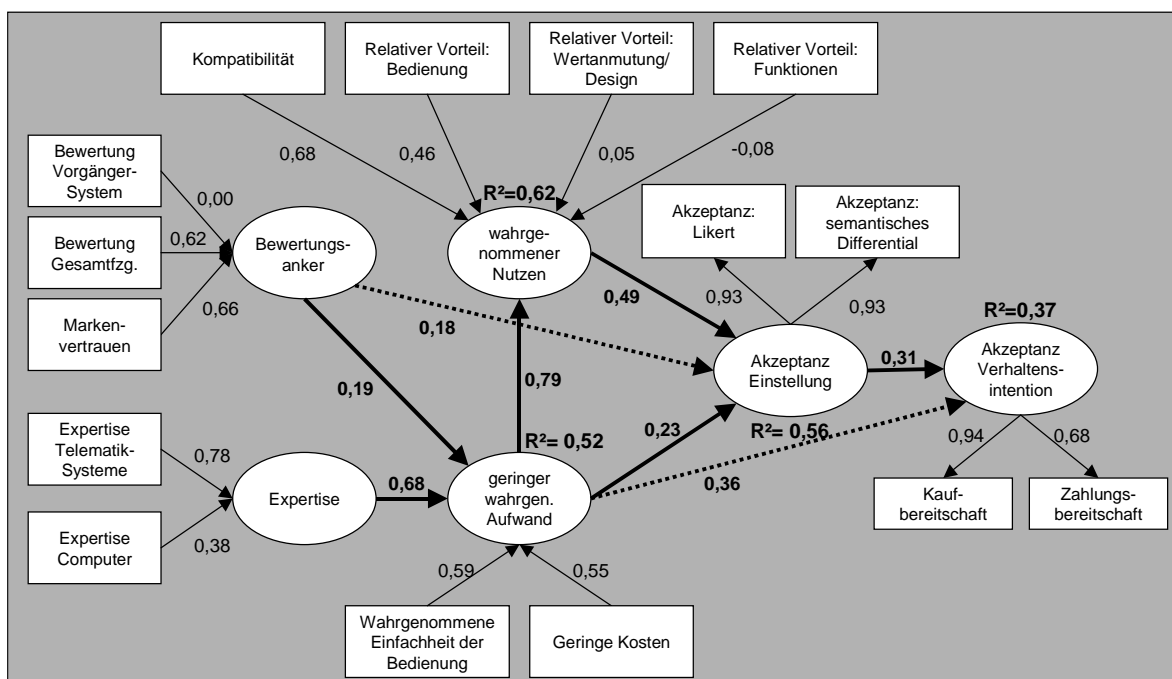 Kompatibilität
Relativer Vorteil:
Bedienung
Relativer Vorteil:
Wertanmutung/
Design
Relativer Vorteil:
Funktionen
0,68
0,46
0,05
-0,08
Bewertung
Vorgänger-
System
Bewertung
Gesamtfzg.
Marken-
vertrauen
0,00
0,62
0,66
Bewertungs-
anker
R²=0,62
wahrge-
nommener
Nutzen
Akzeptanz:
Likert
Akzeptanz:
semantisches
Differential
0,93
0,93
0,49
0,18
0,19
0,79
Akzeptanz
Einstellung
0,31
R²=0,37
Akzeptanz
Verhaltens-
intention
R²= 0,56
0,23
0,36
0,94
0,68
Kauf-
bereitschaft
Zahlungs-
bereitschaft
Expertise
Telematik-
Systeme
Expertise
Computer
0,78
0,38
Expertise
0,68
R²= 0,52
geringer
wahrgen.
Aufwand
0,59
0,55
Wahrgenommene
Einfachheit der
Bedienung
Geringe Kosten